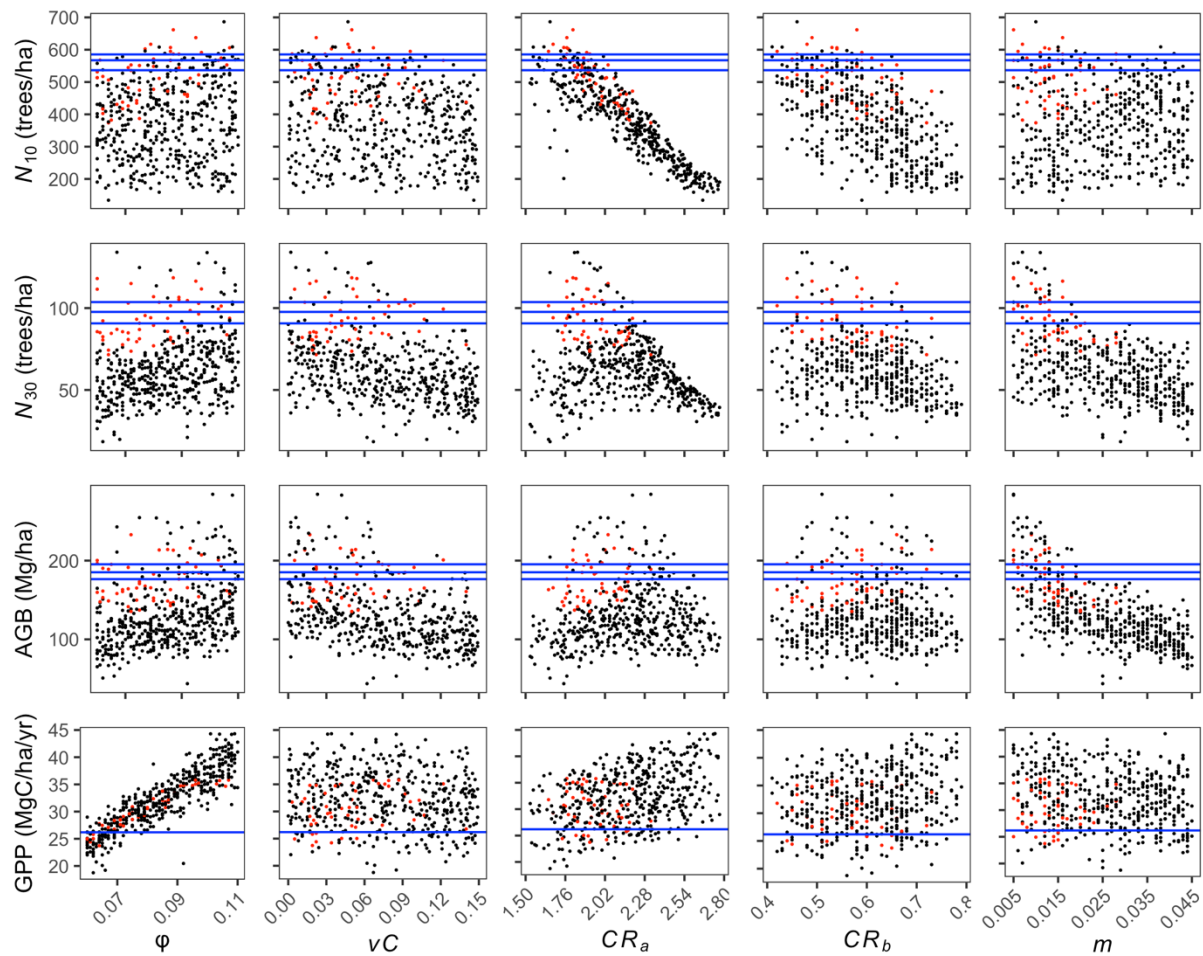 N₁₀ (trees/ha)
700
600
500
400
300
200
N₃₀ (trees/ha)
100
50
AGB (Mg/ha)
200
100
GPP (MgC/ha/yr)
45
40
35
30
25
20
0.07 0.09 0.11
0.00 0.03 0.06 0.09 0.12 0.15
1.50 1.76 2.02 2.28 2.54 2.80
0.4 0.5 0.6 0.7 0.8
0.005 0.015 0.025 0.035 0.045
φ vC CRₐ CR_b m